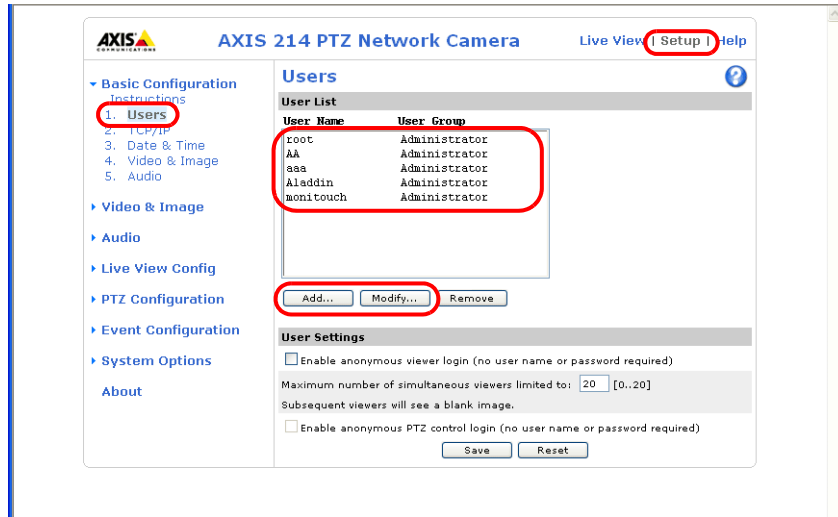 AXIS
COMMUNICATIONS
AXIS 214 PTZ Network Camera
Live View | Setup | Help
Basic Configuration
Instructions
1. Users
2. TCP/IP
3. Date & Time
4. Video & Image
5. Audio
Video & Image
Audio
Live View Config
PTZ Configuration
Event Configuration
System Options
About
Users
?
User List
User Name User Group
root Administrator
AA Administrator
aaa Administrator
Aladdin Administrator
monitouch Administrator
Add... Modify... Remove
User Settings
Enable anonymous viewer login (no user name or password required)
Maximum number of simultaneous viewers limited to: 20 [0..20]
Subsequent viewers will see a blank image.
Enable anonymous PTZ control login (no user name or password required)
Save Reset